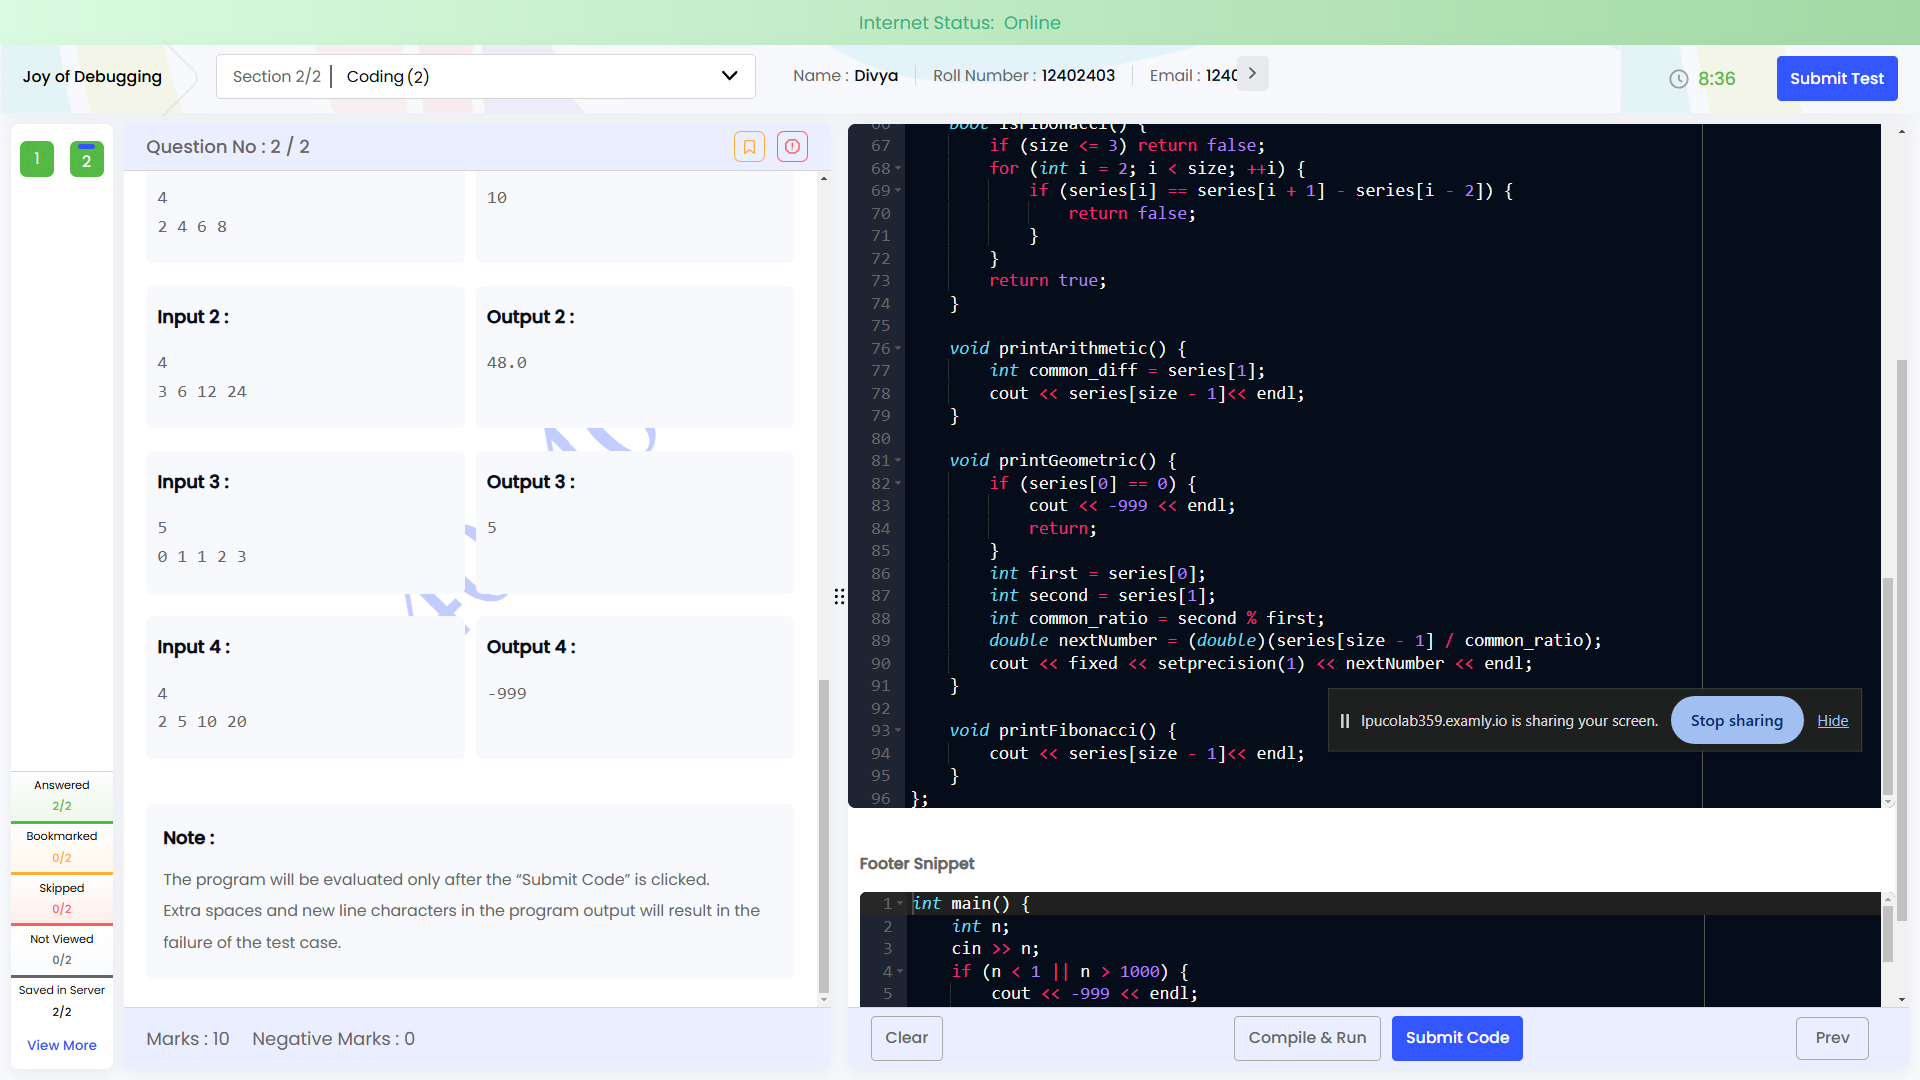 Internet Status: Online
Joy of Debugging
Section 2/2 | Coding (2)
Name : Divya
Roll Number : 12402403
Email : 1240
8:36
Submit Test
1
2
Question No : 2 / 2
4
2 4 6 8
10
Input 2 :
4
3 6 12 24
Output 2 :
48.0
Input 3 :
5
0 1 1 2 3
Output 3 :
5
Input 4 :
4
2 5 10 20
Output 4 :
-999
Note :
The program will be evaluated only after the “Submit Code” is clicked.
Extra spaces and new line characters in the program output will result in the
failure of the test case.
Marks : 10
Negative Marks : 0
Answered
2/2
Bookmarked
0/2
Skipped
0/2
Not Viewed
0/2
Saved in Server
2/2
View More
66 bool isFibonacci() {
67 if (size <= 3) return false;
68 for (int i = 2; i < size; ++i) {
69 if (series[i] == series[i + 1] - series[i - 2]) {
70 return false;
71 }
72 }
73 return true;
74 }
75
76 void printArithmetic() {
77 int common_diff = series[1];
78 cout << series[size - 1]<< endl;
79 }
80
81 void printGeometric() {
82 if (series[0] == 0) {
83 cout << -999 << endl;
84 return;
85 }
86 int first = series[0];
87 int second = series[1];
88 int common_ratio = second % first;
89 double nextNumber = (double)(series[size - 1] / common_ratio);
90 cout << fixed << setprecision(1) << nextNumber << endl;
91 }
92
93 void printFibonacci() {
94 cout << series[size - 1]<< endl;
95 }
96 };
lpucolab359.examly.io is sharing your screen.
Stop sharing
Hide
Footer Snippet
1 int main() {
2 int n;
3 cin >> n;
4 if (n < 1 || n > 1000) {
5 cout << -999 << endl;
Clear
Compile & Run
Submit Code
Prev